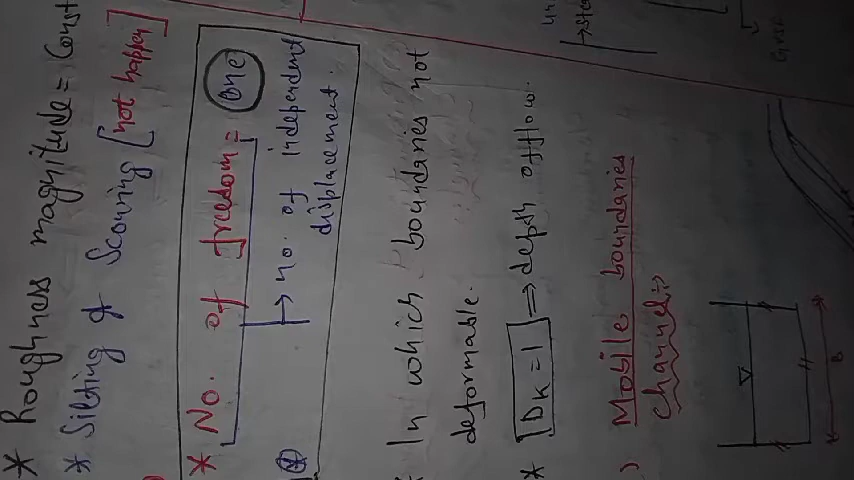 * Roughness magnitude = Const
* Silting & Scouring [not happen]
* No. of freedom = one
→ no. of independent
displacement.
* In which boundaries not
deformable.
* Dk = 1 ⇒ depth of flow.
) Mobile boundaries
channel :-
B